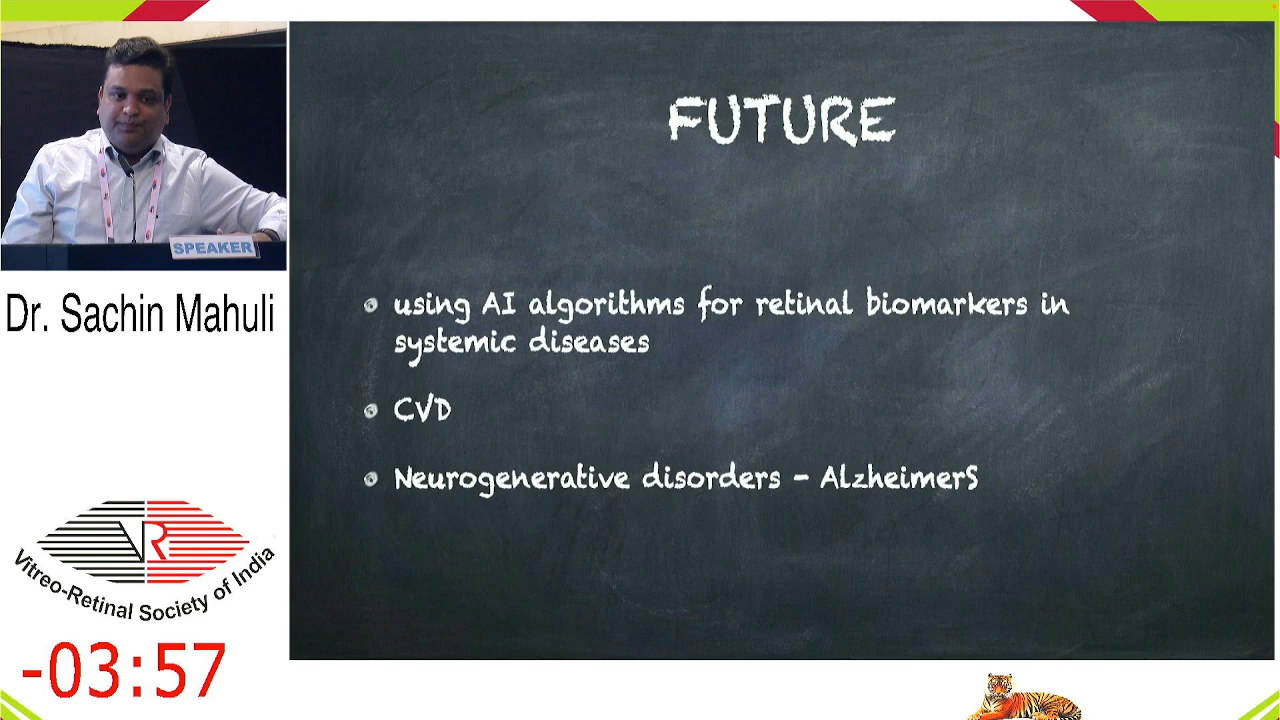 FUTURE
using AI algorithms for retinal biomarkers in
systemic diseases
CVD
Neurogenerative disorders - AlzheimerS
SPEAKER
Dr. Sachin Mahuli
VR
Vitreo-Retinal Society of India
-03:57